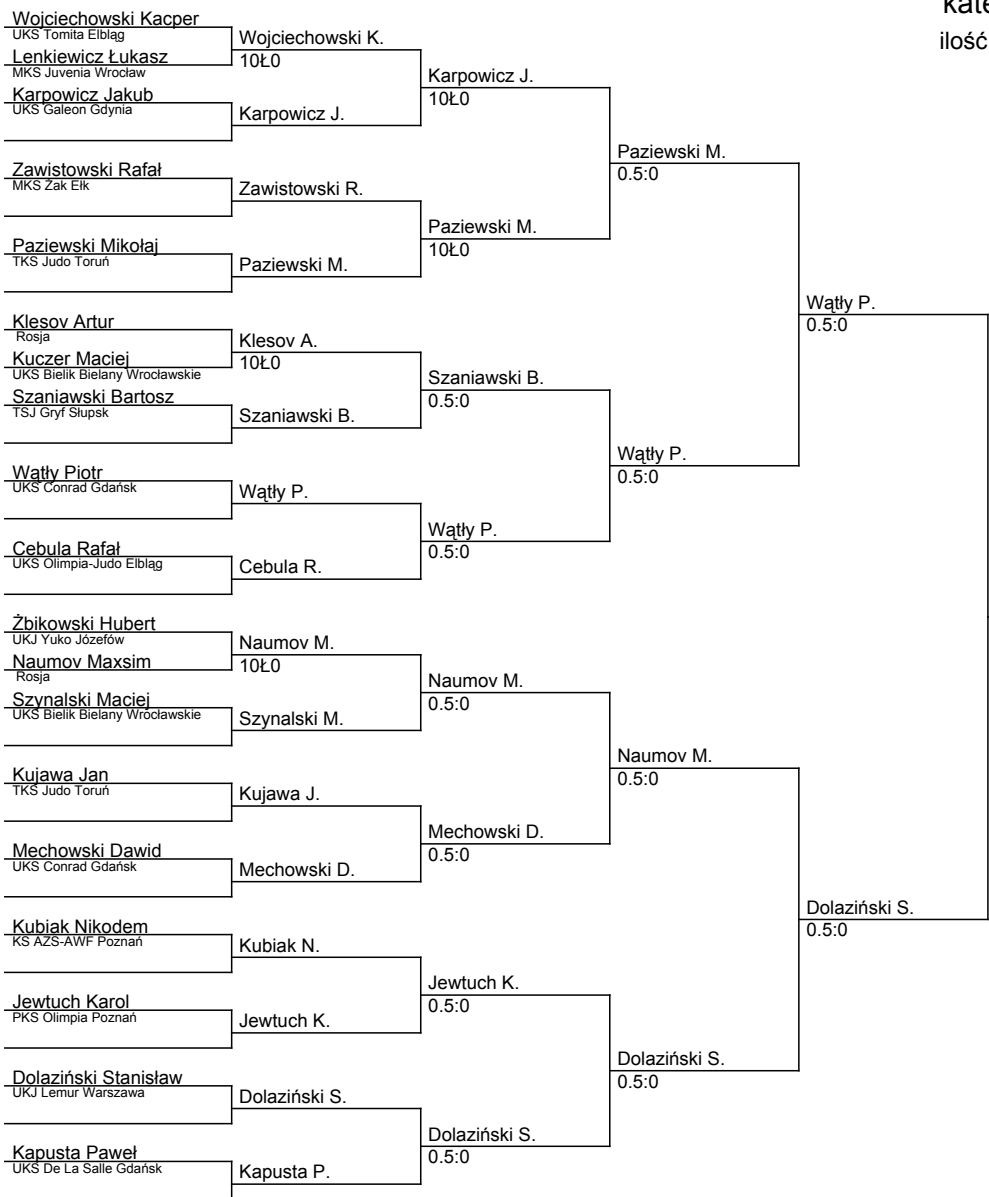 kate
ilość
Wojciechowski Kacper
UKS Tomita Elbląg
Lenkiewicz Łukasz
MKS Juvenia Wrocław
Karpowicz Jakub
UKS Galeon Gdynia
Zawistowski Rafał
MKS Żak Ełk
Paziewski Mikołaj
TKS Judo Toruń
Klesov Artur
Rosja
Kuczer Maciej
UKS Bielik Bielany Wrocławskie
Szaniawski Bartosz
TSJ Gryf Słupsk
Wątły Piotr
UKS Conrad Gdańsk
Cebula Rafał
UKS Olimpia-Judo Elbląg
Żbikowski Hubert
UKJ Yuko Józefów
Naumov Maxsim
Rosja
Szynalski Maciej
UKS Bielik Bielany Wrocławskie
Kujawa Jan
TKS Judo Toruń
Mechowski Dawid
UKS Conrad Gdańsk
Kubiak Nikodem
KS AZS-AWF Poznań
Jewtuch Karol
PKS Olimpia Poznań
Dolaziński Stanisław
UKJ Lemur Warszawa
Kapusta Paweł
UKS De La Salle Gdańsk
Wojciechowski K.
10Ł0
Karpowicz J.
Zawistowski R.
Paziewski M.
Klesov A.
10Ł0
Szaniawski B.
Wątły P.
Cebula R.
Naumov M.
10Ł0
Szynalski M.
Kujawa J.
Mechowski D.
Kubiak N.
Jewtuch K.
Dolaziński S.
Kapusta P.
Karpowicz J.
10Ł0
Paziewski M.
10Ł0
Szaniawski B.
0.5:0
Wątły P.
0.5:0
Naumov M.
0.5:0
Mechowski D.
0.5:0
Jewtuch K.
0.5:0
Dolaziński S.
0.5:0
Paziewski M.
0.5:0
Wątły P.
0.5:0
Naumov M.
0.5:0
Dolaziński S.
0.5:0
Wątły P.
0.5:0
Dolaziński S.
0.5:0